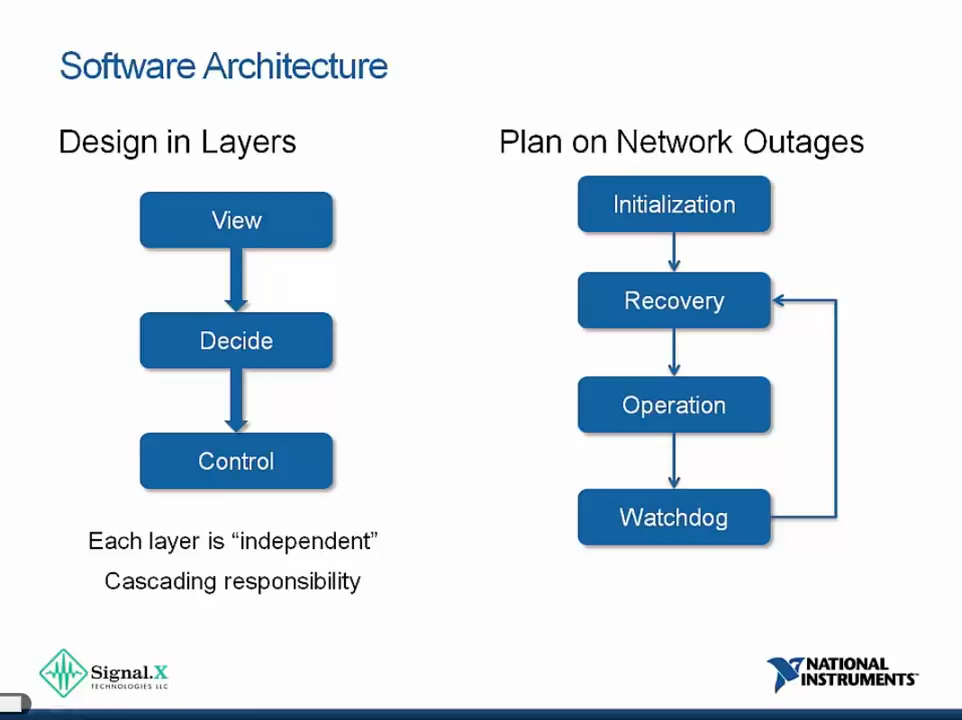 Software Architecture
Design in Layers
View
Decide
Control
Each layer is “independent”
Cascading responsibility
Plan on Network Outages
Initialization
Recovery
Operation
Watchdog
Signal.X
TECHNOLOGIES LLC
NATIONAL
INSTRUMENTS™